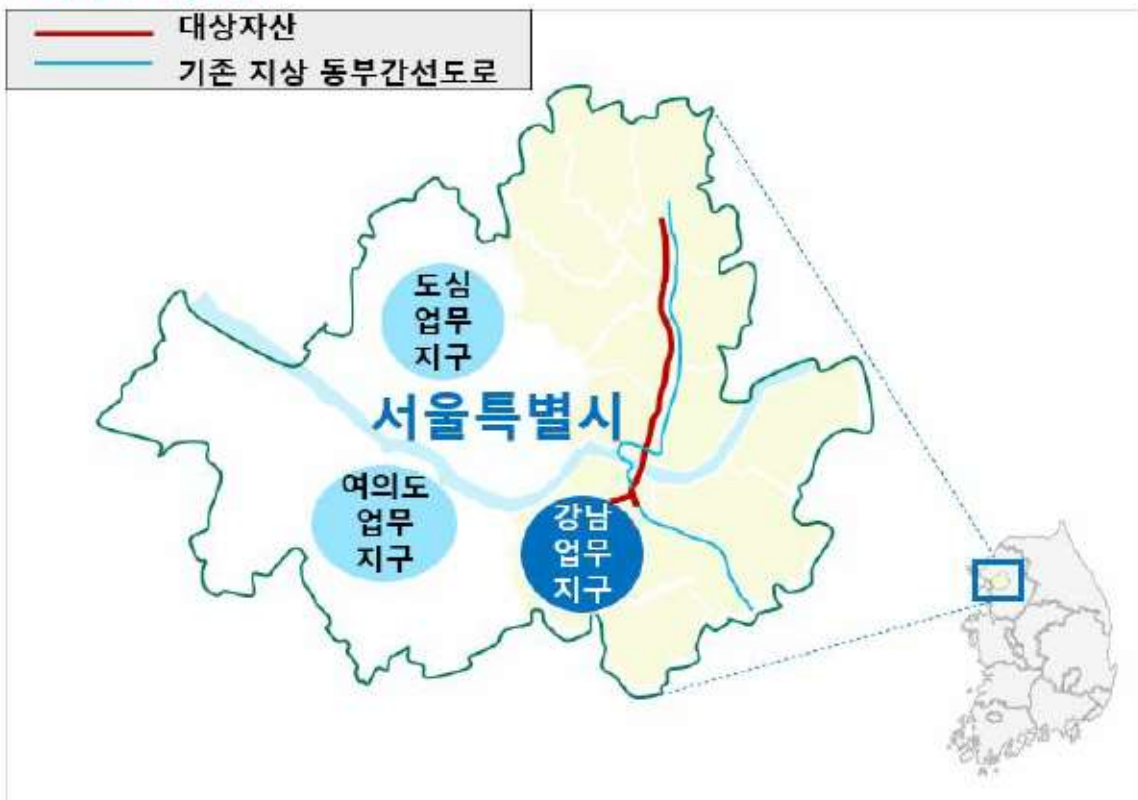 대상자산
기존 지상 동부간선도로
도심
업무
지구
서울특별시
여의도
업무
지구
강남
업무
지구